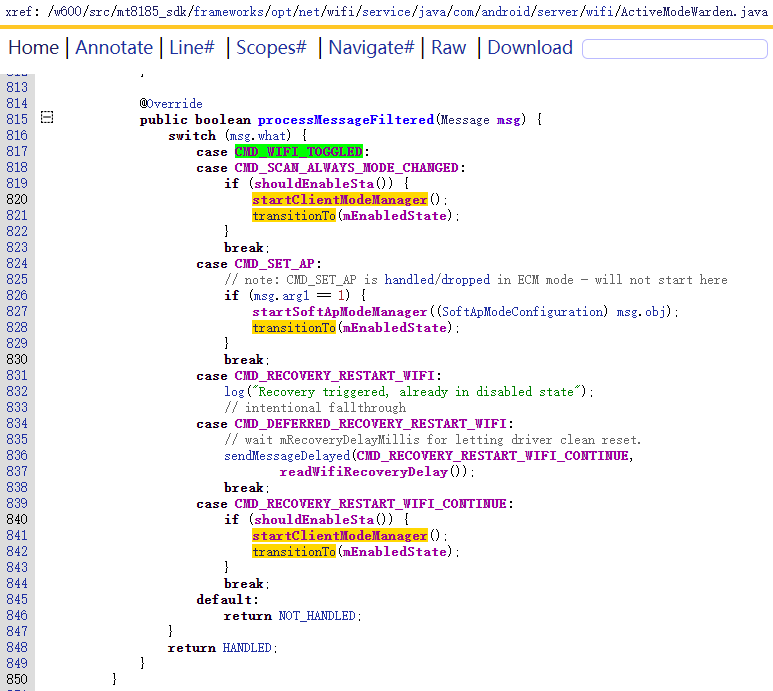 xref: /w600/src/mt8185_sdk/frameworks/opt/net/wifi/service/java/com/android/server/wifi/ActiveModeWarden.java
Home | Annotate | Line# | Scopes# | Navigate# | Raw | Download
813
814 @Override
815 public boolean processMessageFiltered(Message msg) {
816 switch (msg.what) {
817 case CMD_WIFI_TOGGLED:
818 case CMD_SCAN_ALWAYS_MODE_CHANGED:
819 if (shouldEnableSta()) {
820 startClientModeManager();
821 transitionTo(mEnabledState);
822 }
823 break;
824 case CMD_SET_AP:
825 // note: CMD_SET_AP is handled/dropped in ECM mode - will not start here
826 if (msg.arg1 == 1) {
827 startSoftApModeManager((SoftApModeConfiguration) msg.obj);
828 transitionTo(mEnabledState);
829 }
830 break;
831 case CMD_RECOVERY_RESTART_WIFI:
832 log("Recovery triggered, already in disabled state");
833 // intentional fallthrough
834 case CMD_DEFERRED_RECOVERY_RESTART_WIFI:
835 // wait mRecoveryDelayMillis for letting driver clean reset.
836 sendMessageDelayed(CMD_RECOVERY_RESTART_WIFI_CONTINUE,
837 readWifiRecoveryDelay());
838 break;
839 case CMD_RECOVERY_RESTART_WIFI_CONTINUE:
840 if (shouldEnableSta()) {
841 startClientModeManager();
842 transitionTo(mEnabledState);
843 }
844 break;
845 default:
846 return NOT_HANDLED;
847 }
848 return HANDLED;
849 }
850 }